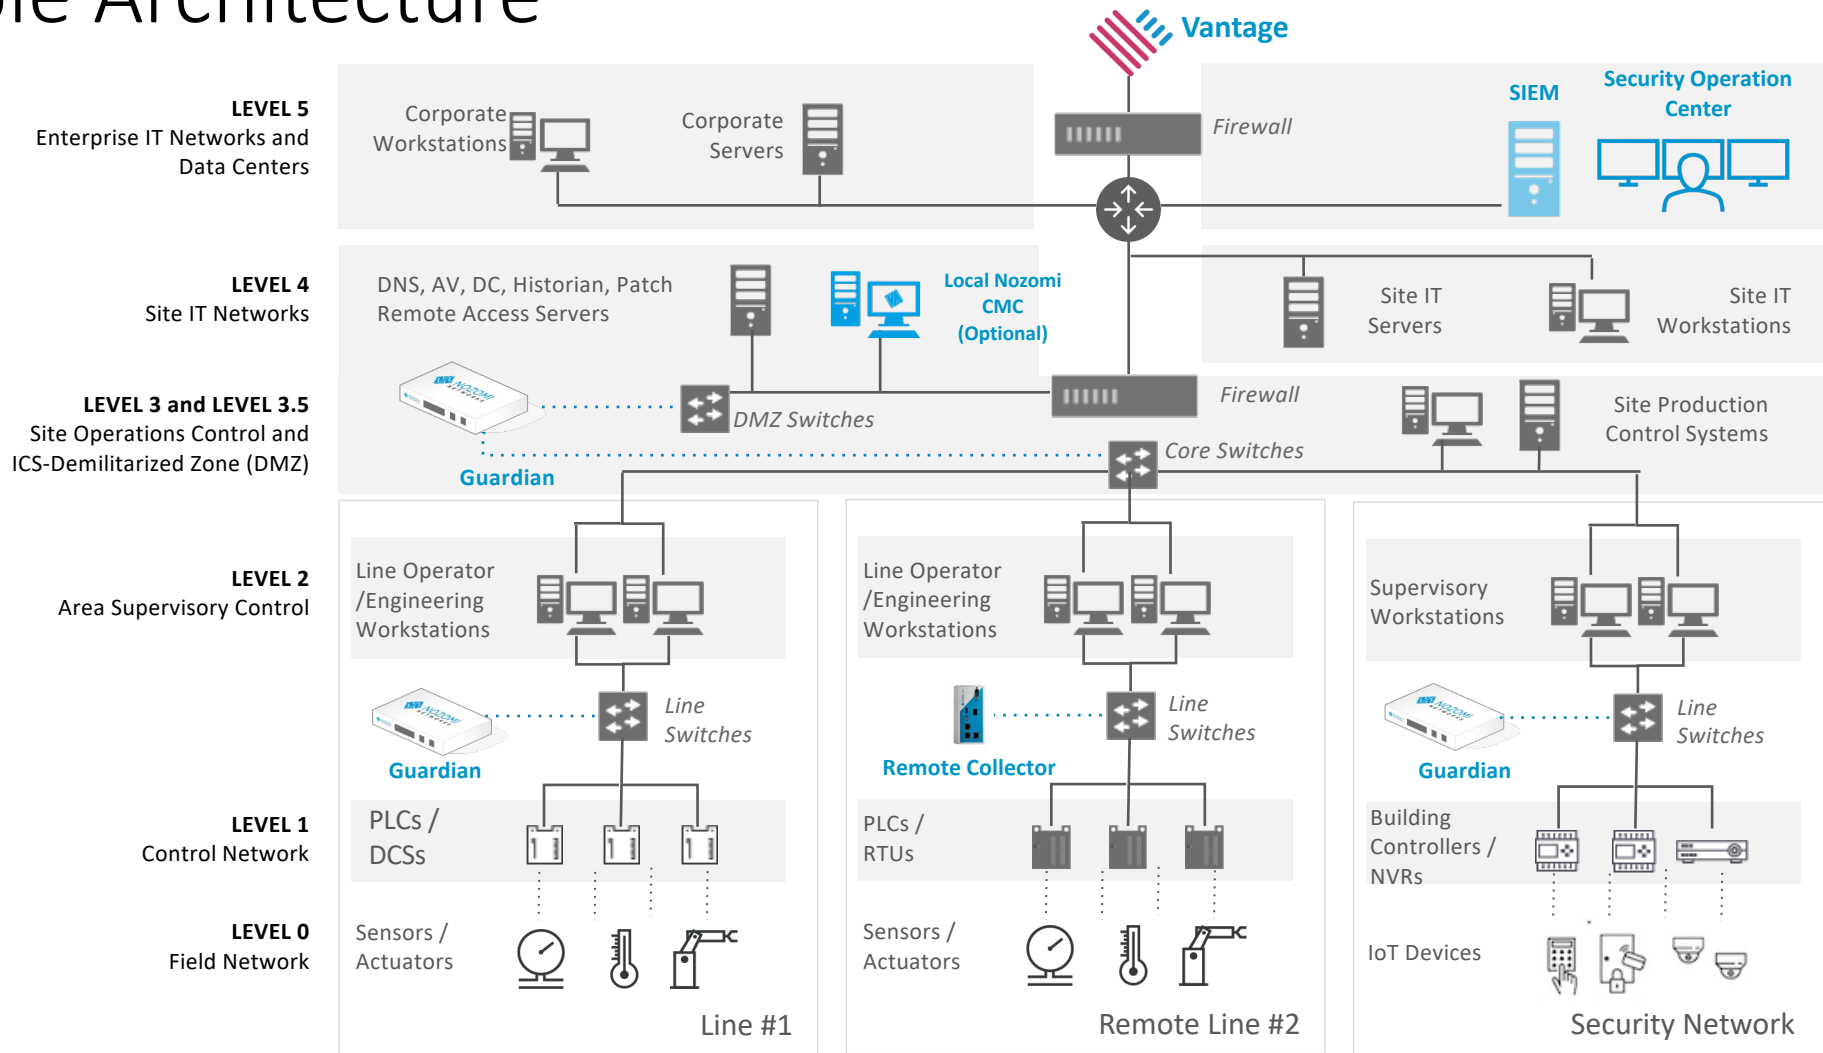 Architecture
Vantage
LEVEL 5
Enterprise IT Networks and
Data Centers
Corporate
Workstations
Corporate
Servers
Firewall
SIEM
Security Operation
Center
LEVEL 4
Site IT Networks
DNS, AV, DC, Historian, Patch
Remote Access Servers
Local Nozomi
CMC
(Optional)
Site IT
Servers
Site IT
Workstations
LEVEL 3 and LEVEL 3.5
Site Operations Control and
ICS-Demilitarized Zone (DMZ)
NOZOMI
NETWORKS
Guardian
DMZ Switches
Firewall
Core Switches
Site Production
Control Systems
LEVEL 2
Area Supervisory Control
Line Operator
/Engineering
Workstations
Line Operator
/Engineering
Workstations
Supervisory
Workstations
NOZOMI
NETWORKS
Guardian
Line
Switches
Remote Collector
Line
Switches
NOZOMI
NETWORKS
Guardian
Line
Switches
LEVEL 1
Control Network
PLCs /
DCSs
PLCs /
RTUs
Building
Controllers /
NVRs
LEVEL 0
Field Network
Sensors /
Actuators
Sensors /
Actuators
IoT Devices
Line #1
Remote Line #2
Security Network